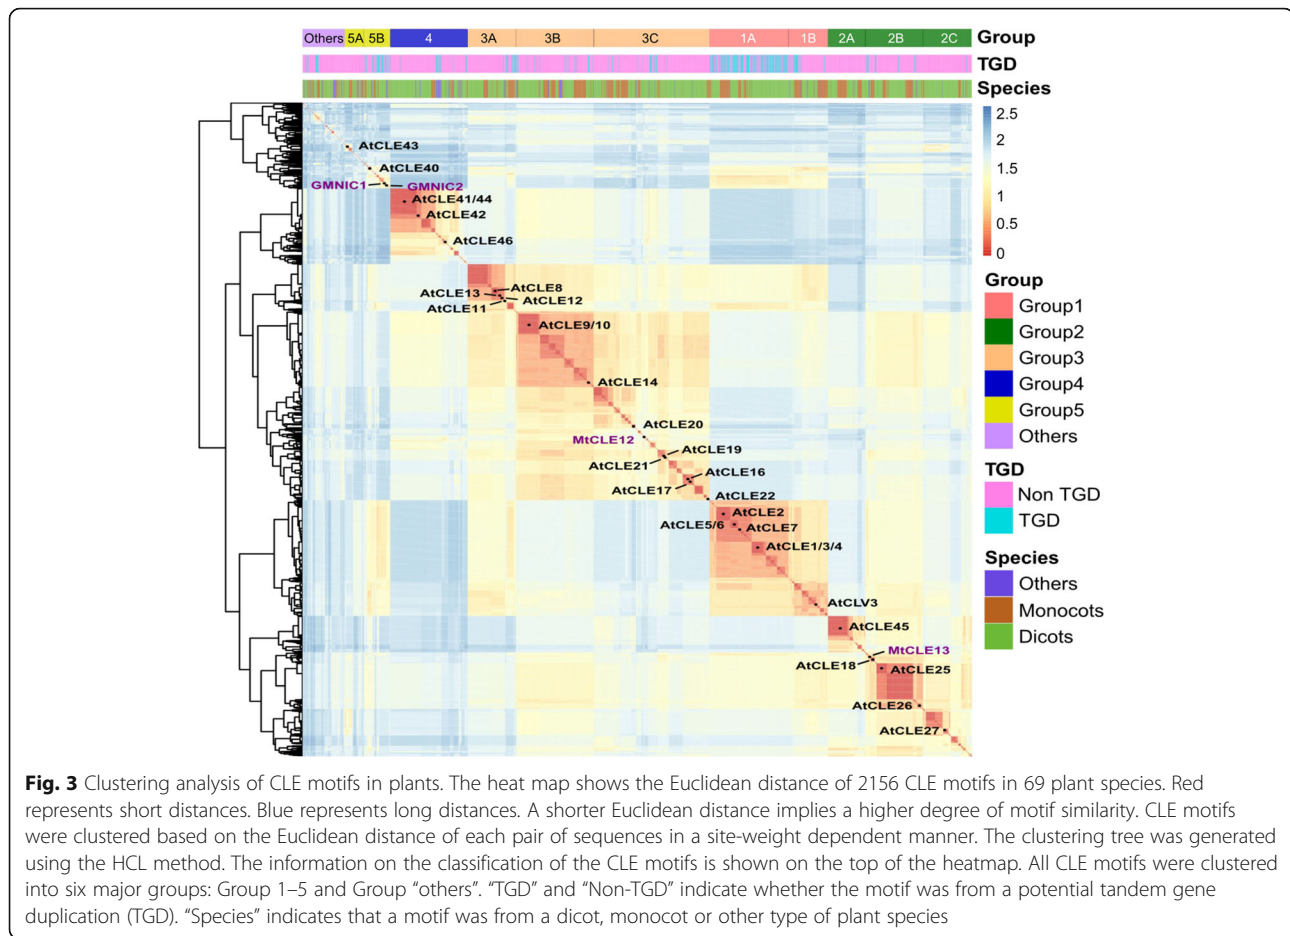 Others 5A 5B 4 3A 3B 3C 1A 1B 2A 2B 2C Group
TGD
Species
2.5
2
1.5
1
0.5
0
AtCLE43
AtCLE40
GMNIC1 GMNIC2
AtCLE41/44
AtCLE42
AtCLE46
AtCLE8
AtCLE13 AtCLE12
AtCLE11
AtCLE9/10
AtCLE14
AtCLE20
MtCLE12
AtCLE19
AtCLE21
AtCLE16
AtCLE17
AtCLE22
AtCLE2
AtCLE5/6 AtCLE7
AtCLE1/3/4
AtCLV3
AtCLE45
MtCLE13
AtCLE18
AtCLE25
AtCLE26
AtCLE27
Group
Group1
Group2
Group3
Group4
Group5
Others
TGD
Non TGD
TGD
Species
Others
Monocots
Dicots
Fig. 3 Clustering analysis of CLE motifs in plants. The heat map shows the Euclidean distance of 2156 CLE motifs in 69 plant species. Red
represents short distances. Blue represents long distances. A shorter Euclidean distance implies a higher degree of motif similarity. CLE motifs
were clustered based on the Euclidean distance of each pair of sequences in a site-weight dependent manner. The clustering tree was generated
using the HCL method. The information on the classification of the CLE motifs is shown on the top of the heatmap. All CLE motifs were clustered
into six major groups: Group 1–5 and Group “others”. “TGD” and “Non-TGD” indicate whether the motif was from a potential tandem gene
duplication (TGD). “Species” indicates that a motif was from a dicot, monocot or other type of plant species